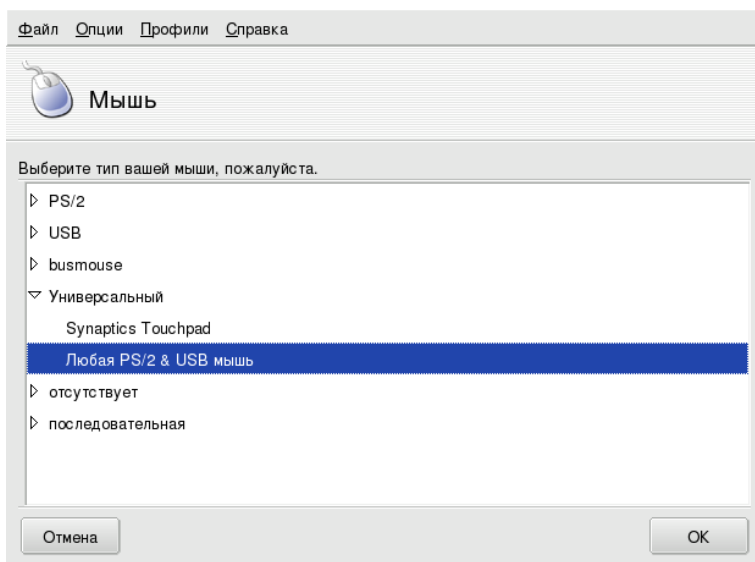 Файл Опции Профили Справка
Мышь
Выберите тип вашей мыши, пожалуйста.
PS/2
USB
busmouse
Универсальный
Synaptics Touchpad
Любая PS/2 & USB мышь
отсутствует
последовательная
Отмена OK